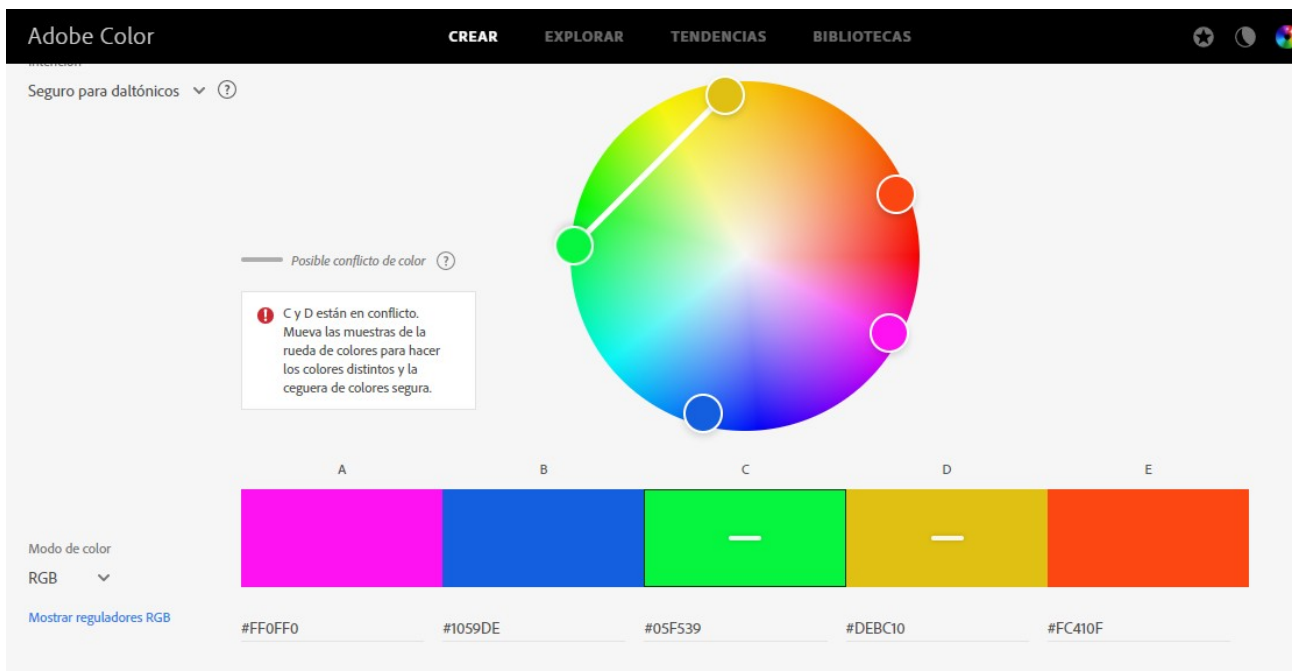 Adobe Color
CREAR EXPLORAR TENDENCIAS BIBLIOTECAS
Intención
Seguro para daltónicos ?
Posible conflicto de color ?
! C y D están en conflicto.
Mueva las muestras de la
rueda de colores para hacer
los colores distintos y la
ceguera de colores segura.
A B C D E
Modo de color
RGB
Mostrar reguladores RGB
#FF0FF0 #1059DE #05F539 #DEBC10 #FC410F